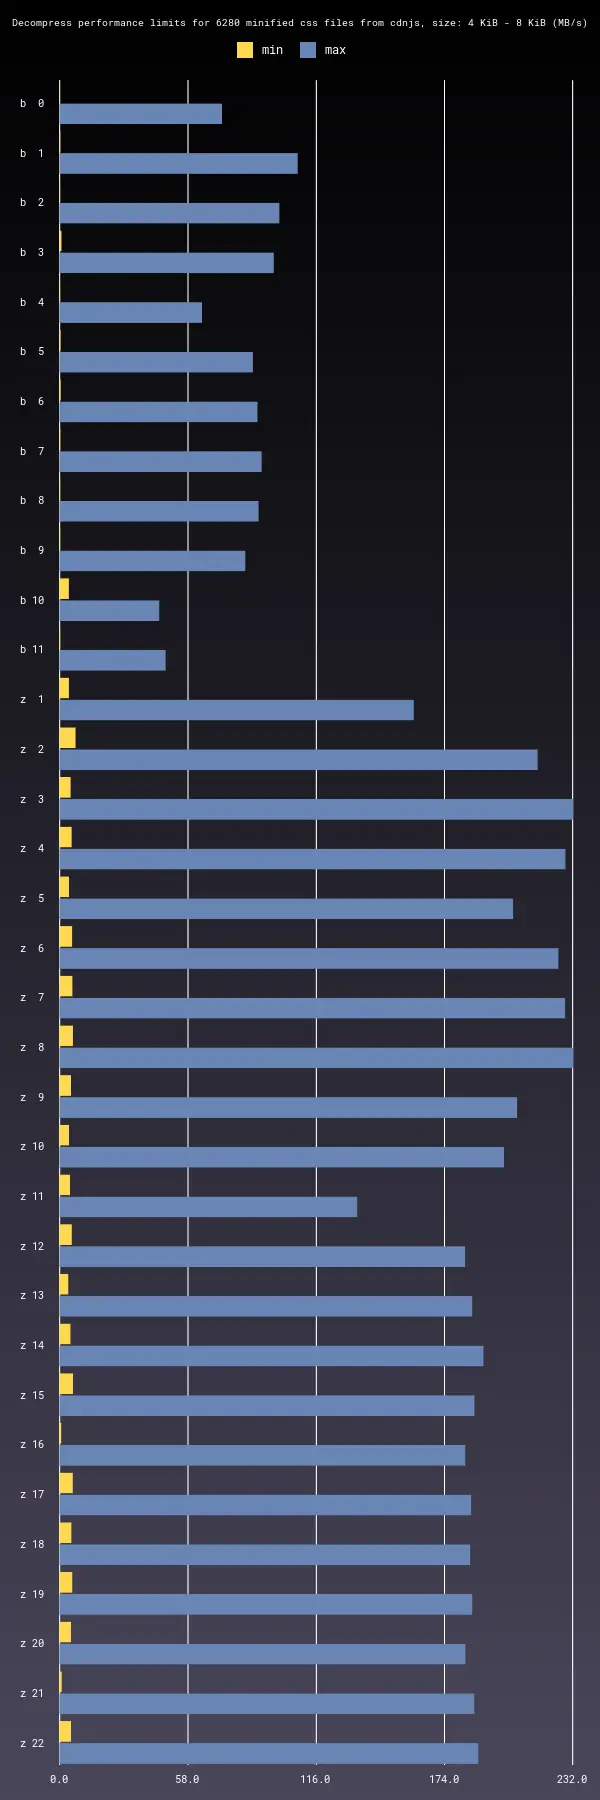 Decompress performance limits for 6280 minified css files from cdnjs, size: 4 KiB - 8 KiB (MB/s)
min max
b 0
b 1
b 2
b 3
b 4
b 5
b 6
b 7
b 8
b 9
b 10
b 11
z 1
z 2
z 3
z 4
z 5
z 6
z 7
z 8
z 9
z 10
z 11
z 12
z 13
z 14
z 15
z 16
z 17
z 18
z 19
z 20
z 21
z 22
0.0 58.0 116.0 174.0 232.0